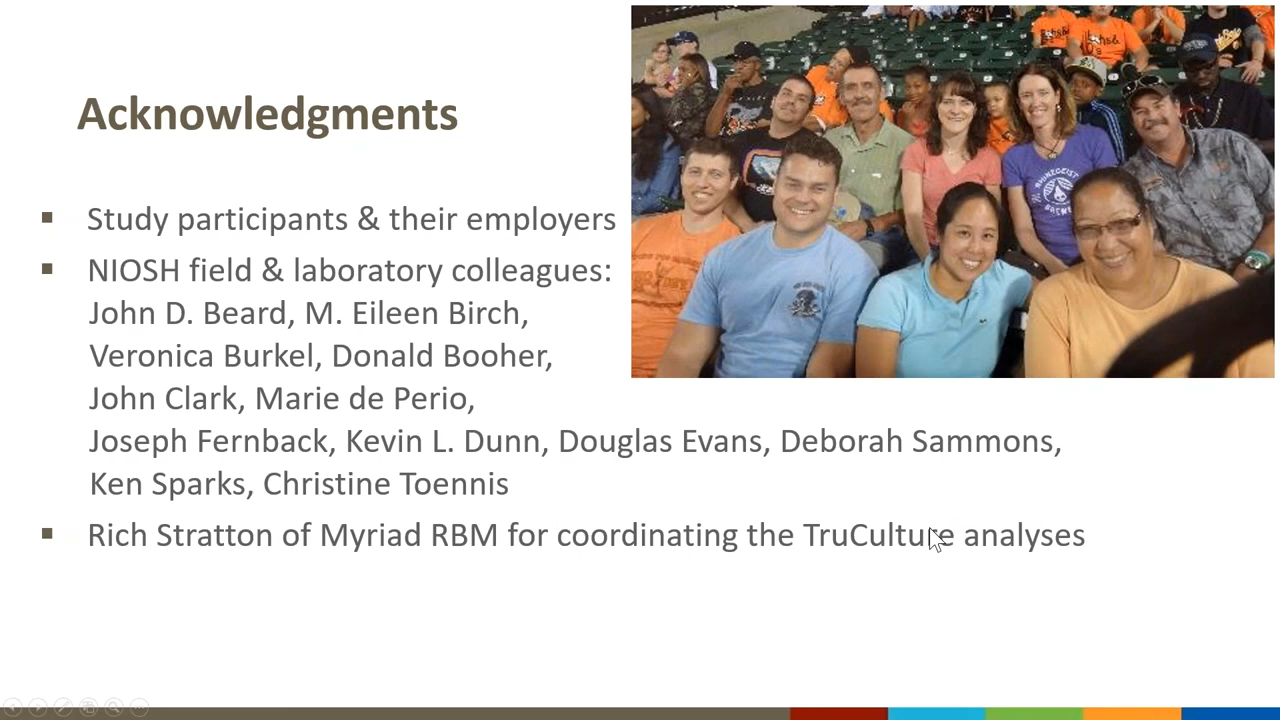 Acknowledgments
Study participants & their employers
NIOSH field & laboratory colleagues:
John D. Beard, M. Eileen Birch,
Veronica Burkel, Donald Booher,
John Clark, Marie de Perio,
Joseph Fernback, Kevin L. Dunn, Douglas Evans, Deborah Sammons,
Ken Sparks, Christine Toennis
Rich Stratton of Myriad RBM for coordinating the TruCulture analyses
RHINEGEIST